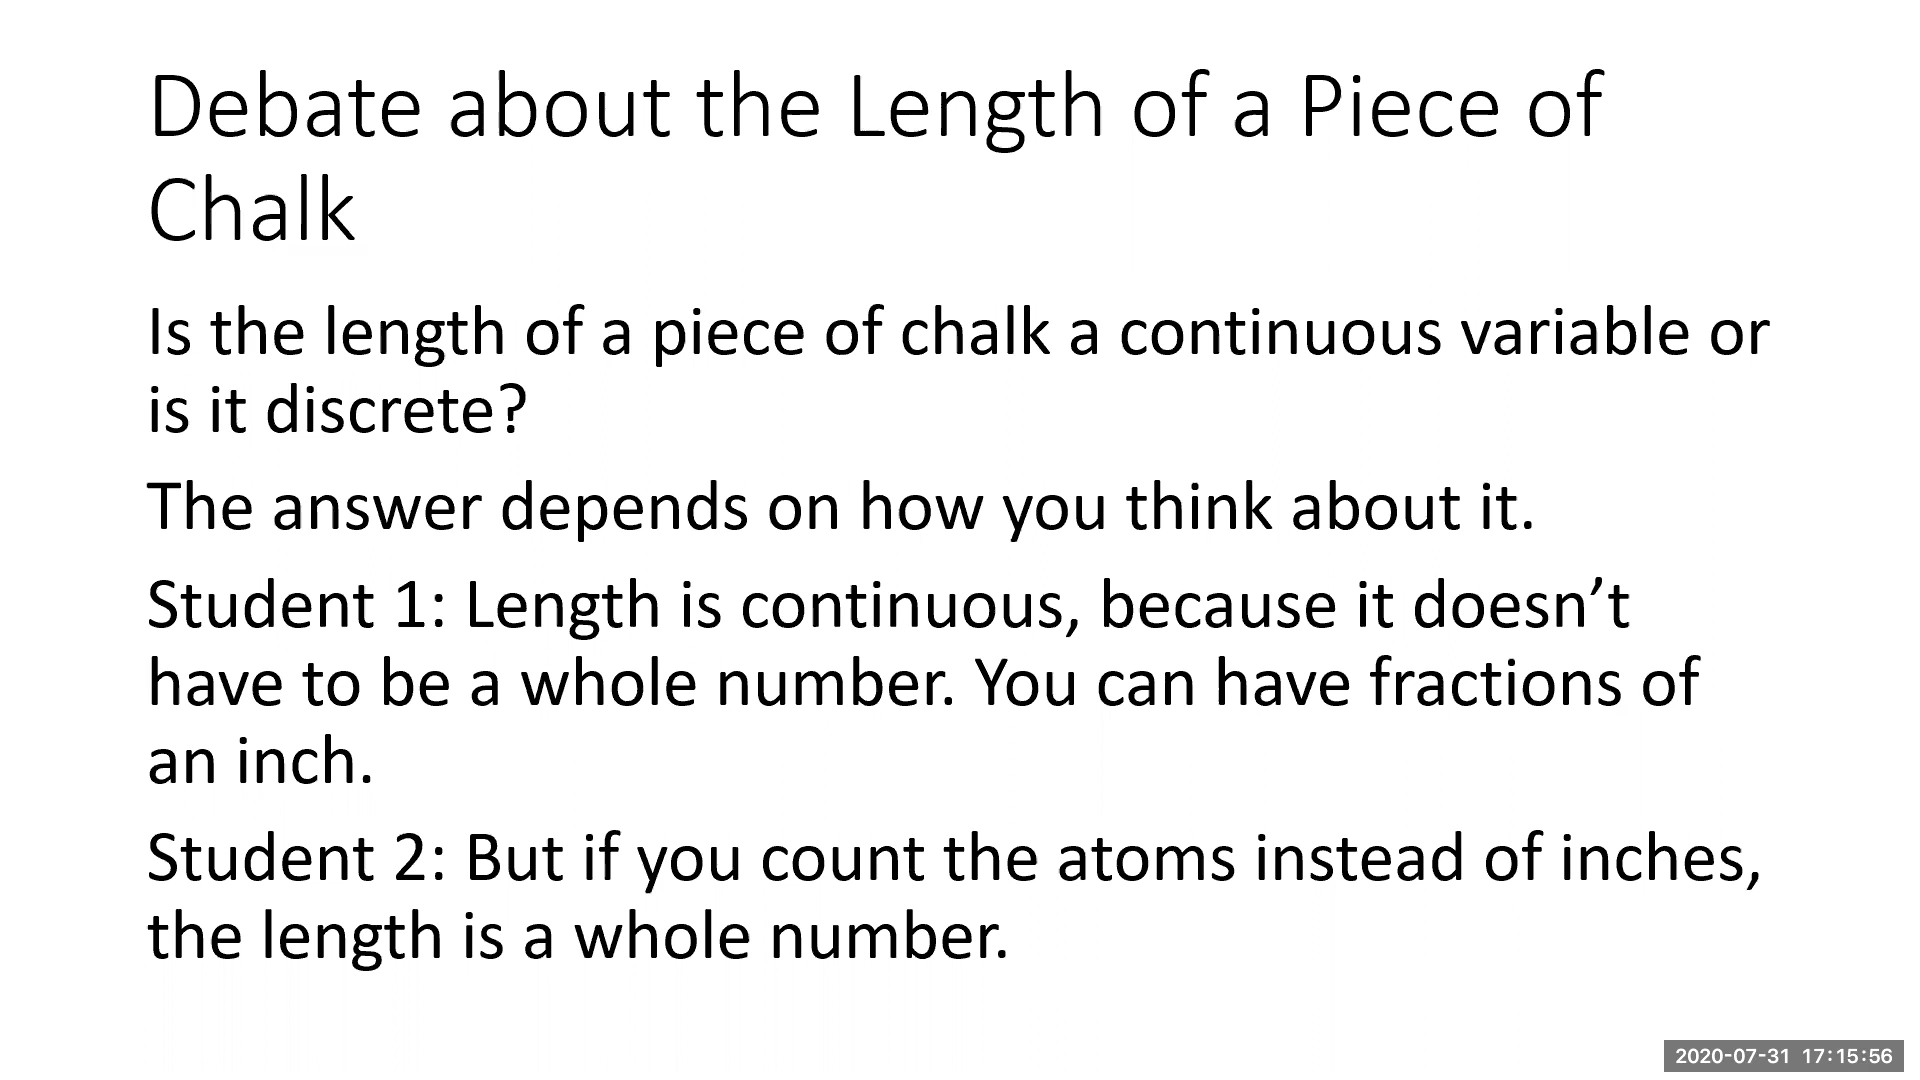 Debate about the Length of a Piece of
Chalk
Is the length of a piece of chalk a continuous variable or
is it discrete?
The answer depends on how you think about it.
Student 1: Length is continuous, because it doesn’t
have to be a whole number. You can have fractions of
an inch.
Student 2: But if you count the atoms instead of inches,
the length is a whole number.
2020-07-31 17:15:56